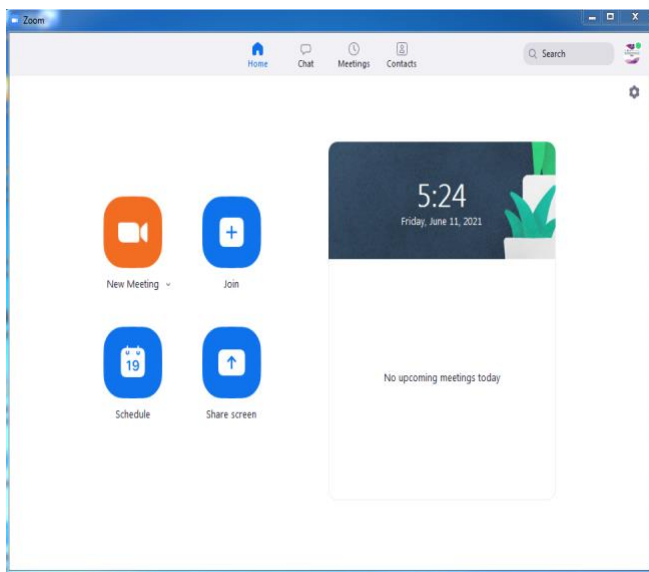 Zoom
Home
Chat
Meetings
Contacts
Search
5:24
Friday, June 11, 2021
New Meeting
Join
19
Schedule
Share screen
No upcoming meetings today